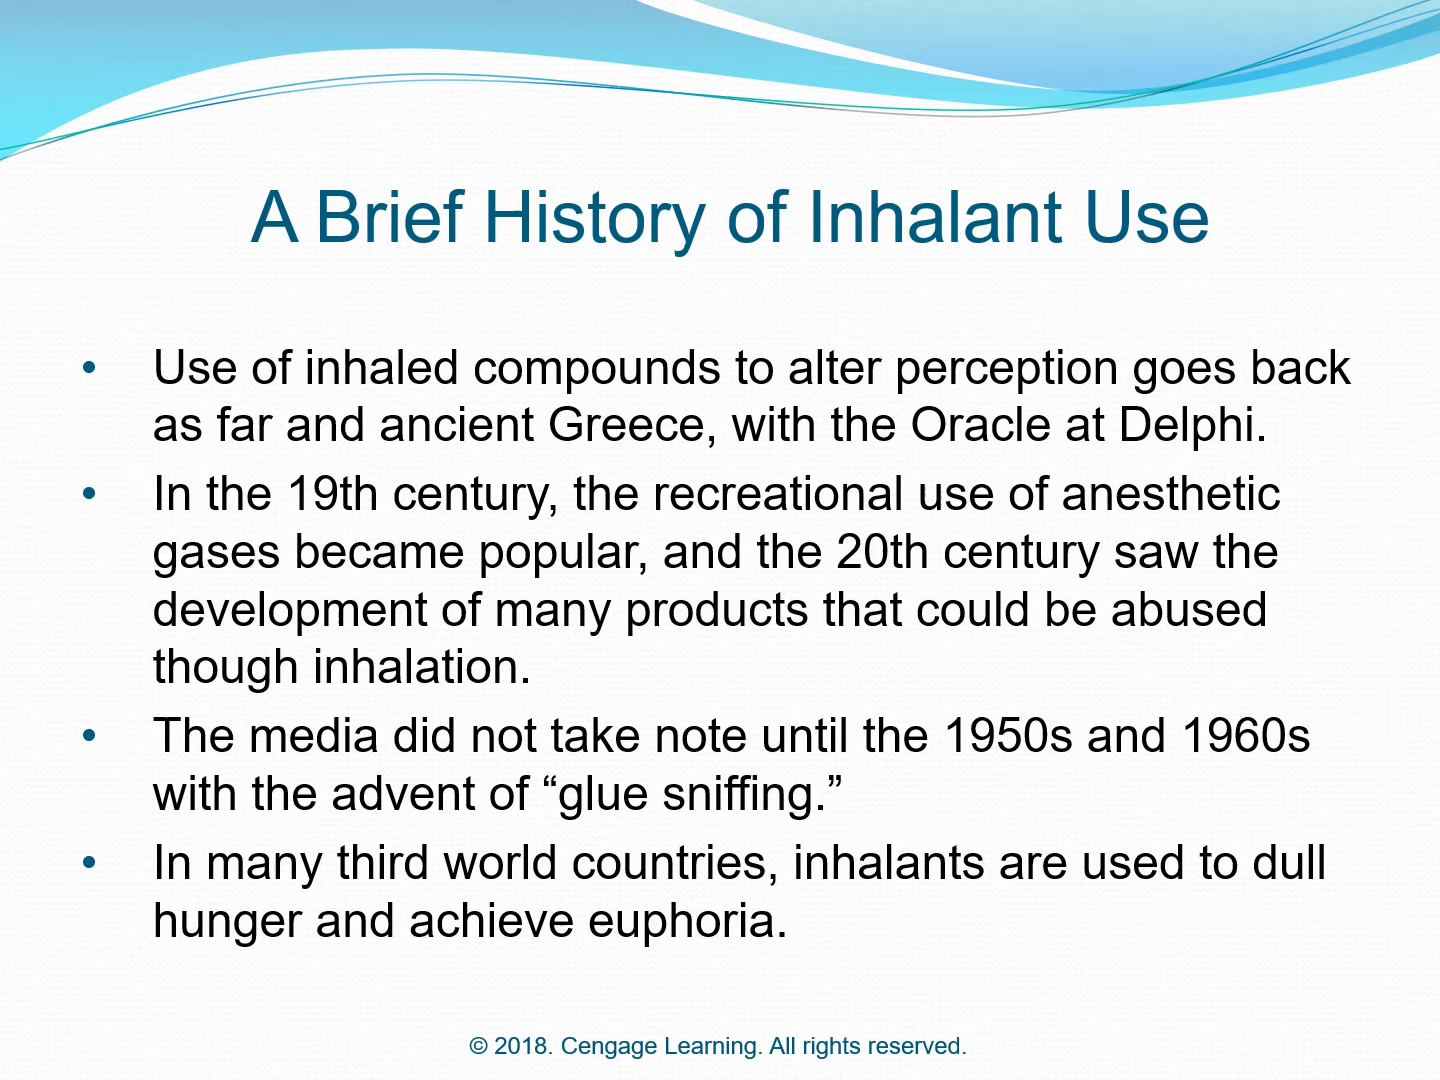 A Brief History of Inhalant Use
• Use of inhaled compounds to alter perception goes back
as far and ancient Greece, with the Oracle at Delphi.
• In the 19th century, the recreational use of anesthetic
gases became popular, and the 20th century saw the
development of many products that could be abused
though inhalation.
• The media did not take note until the 1950s and 1960s
with the advent of “glue sniffing.”
• In many third world countries, inhalants are used to dull
hunger and achieve euphoria.
© 2018. Cengage Learning. All rights reserved.